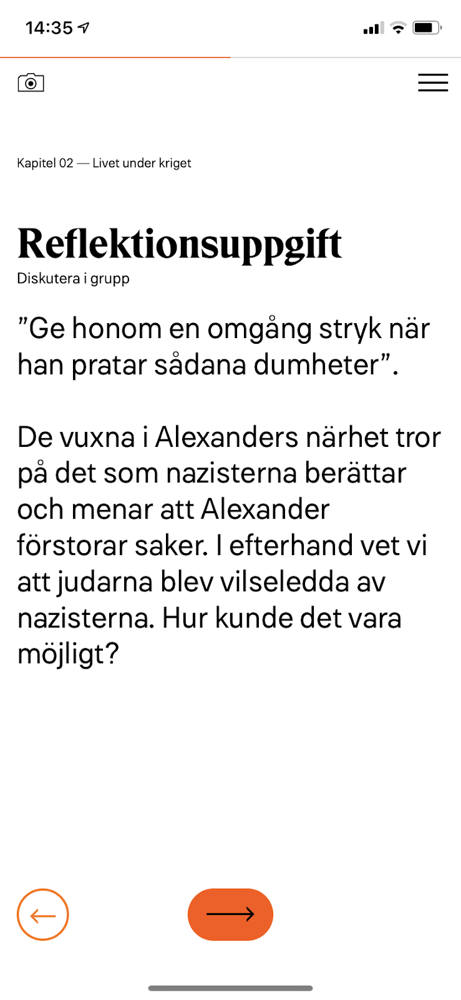 14:35
Kapitel 02 — Livet under kriget
Reflektionsuppgift
Diskutera i grupp
”Ge honom en omgång stryk när
han pratar sådana dumheter”.
De vuxna i Alexanders närhet tror
på det som nazisterna berättar
och menar att Alexander
förstorar saker. I efterhand vet vi
att judarna blev vilseledda av
nazisterna. Hur kunde det vara
möjligt?